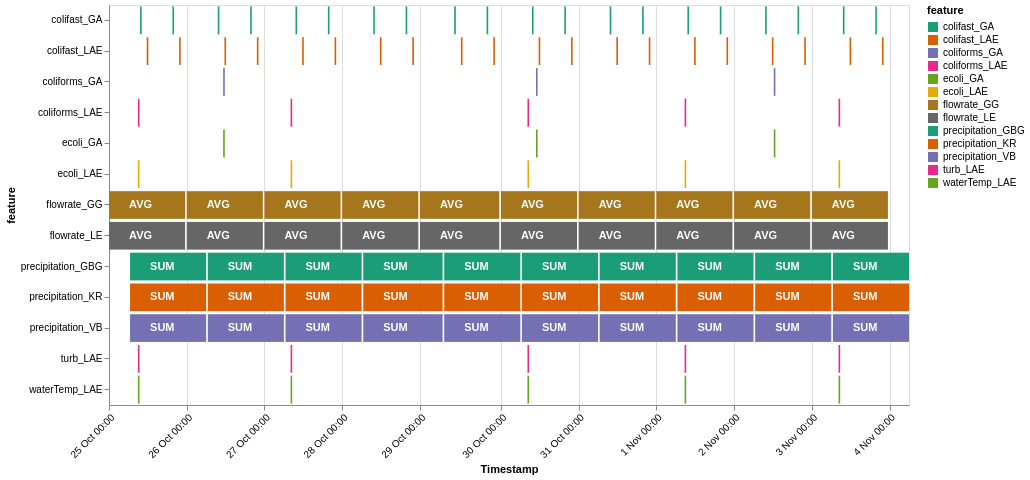 feature
colifast_GA
colifast_LAE
coliforms_GA
coliforms_LAE
ecoli_GA
ecoli_LAE
flowrate_GG
flowrate_LE
precipitation_GBG
precipitation_KR
precipitation_VB
turb_LAE
waterTemp_LAE
feature
AVG AVG AVG AVG AVG AVG AVG AVG AVG AVG
AVG AVG AVG AVG AVG AVG AVG AVG AVG AVG
SUM SUM SUM SUM SUM SUM SUM SUM SUM SUM
SUM SUM SUM SUM SUM SUM SUM SUM SUM SUM
SUM SUM SUM SUM SUM SUM SUM SUM SUM SUM
25 Oct 00:00
26 Oct 00:00
27 Oct 00:00
28 Oct 00:00
29 Oct 00:00
30 Oct 00:00
31 Oct 00:00
1 Nov 00:00
2 Nov 00:00
3 Nov 00:00
4 Nov 00:00
Timestamp
feature
colifast_GA
colifast_LAE
coliforms_GA
coliforms_LAE
ecoli_GA
ecoli_LAE
flowrate_GG
flowrate_LE
precipitation_GBG
precipitation_KR
precipitation_VB
turb_LAE
waterTemp_LAE